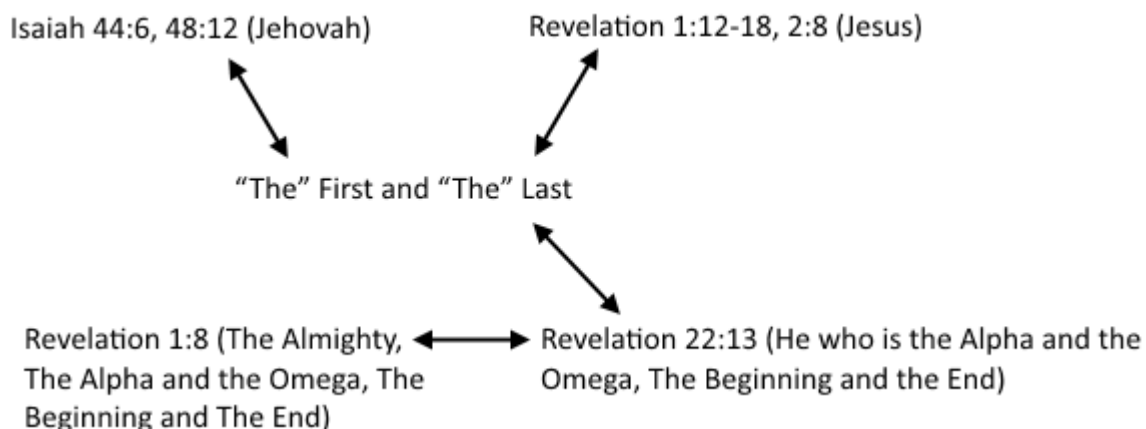 Isaiah 44:6, 48:12 (Jehovah)
Revelation 1:12-18, 2:8 (Jesus)
“The” First and “The” Last
Revelation 1:8 (The Almighty,
The Alpha and the Omega, The
Beginning and The End)
Revelation 22:13 (He who is the Alpha and the
Omega, The Beginning and the End)